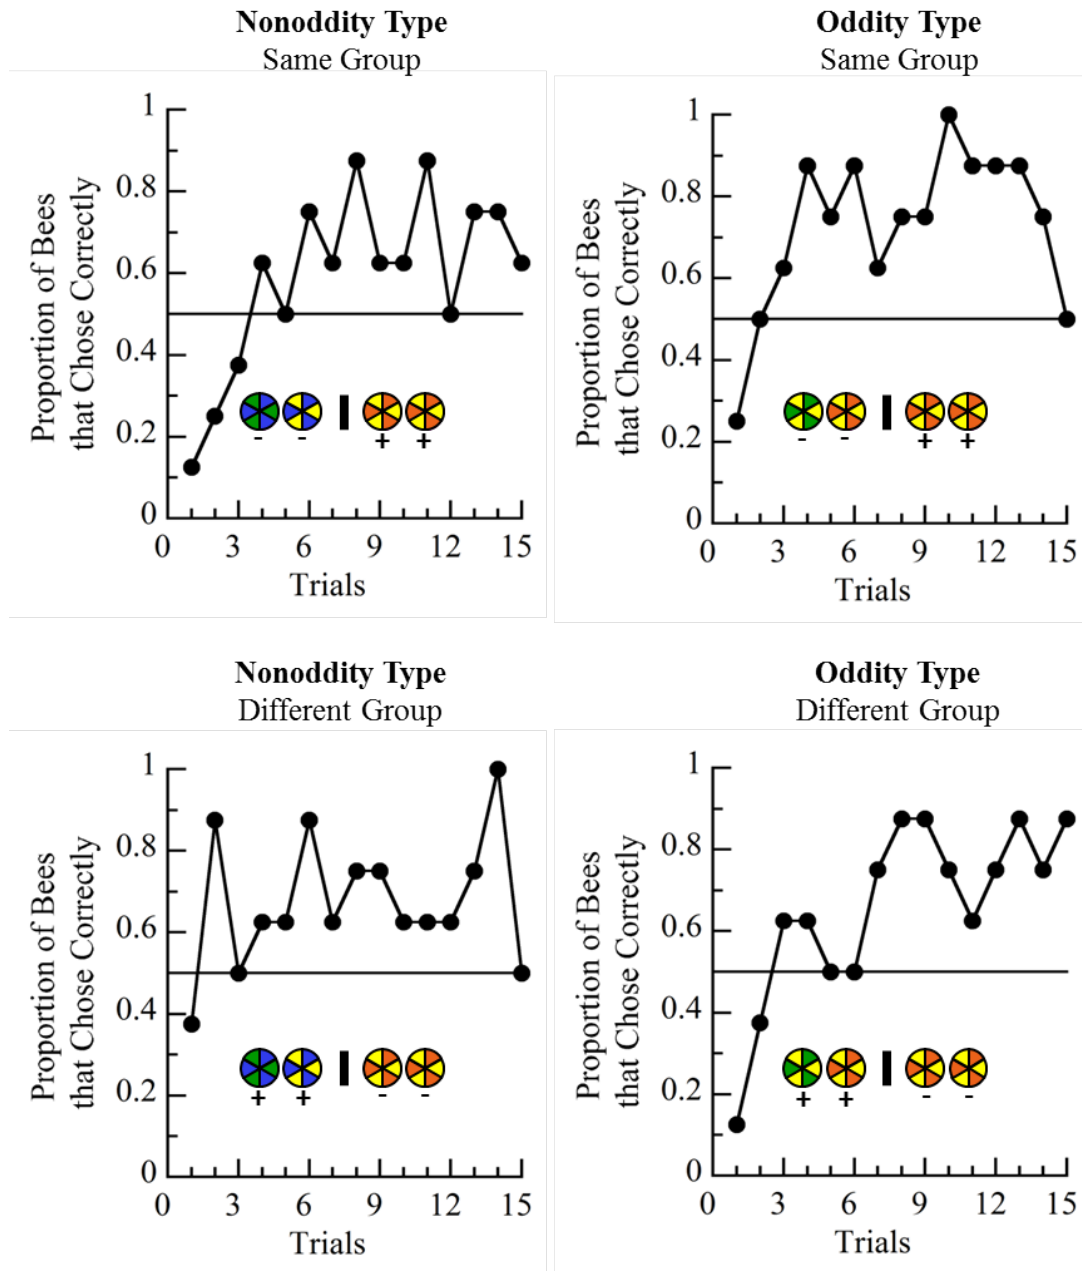 Nonoddity Type
Same Group
1
0.8
0.6
0.4
0.2
0
Proportion of Bees
that Chose Correctly
- - + +
0 3 6 9 12 15
Trials
Oddity Type
Same Group
1
0.8
0.6
0.4
0.2
0
Proportion of Bees
that Chose Correctly
- - + +
0 3 6 9 12 15
Trials
Nonoddity Type
Different Group
1
0.8
0.6
0.4
0.2
0
Proportion of Bees
that Chose Correctly
+ + - -
0 3 6 9 12 15
Trials
Oddity Type
Different Group
1
0.8
0.6
0.4
0.2
0
Proportion of Bees
that Chose Correctly
+ + - -
0 3 6 9 12 15
Trials